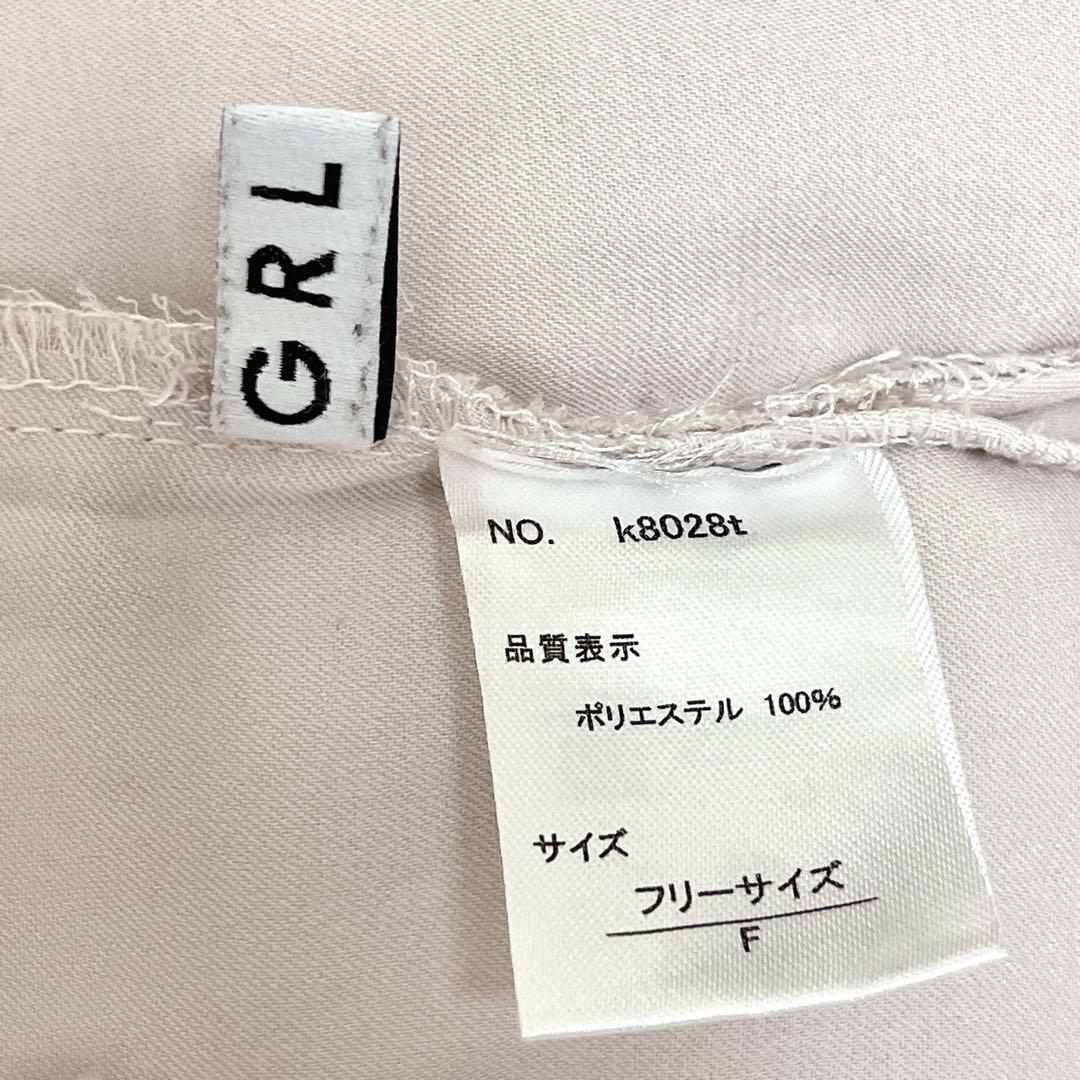 GRL
NO. k8028t
品質表示
ポリエステル 100%
サイズ
フリーサイズ
F